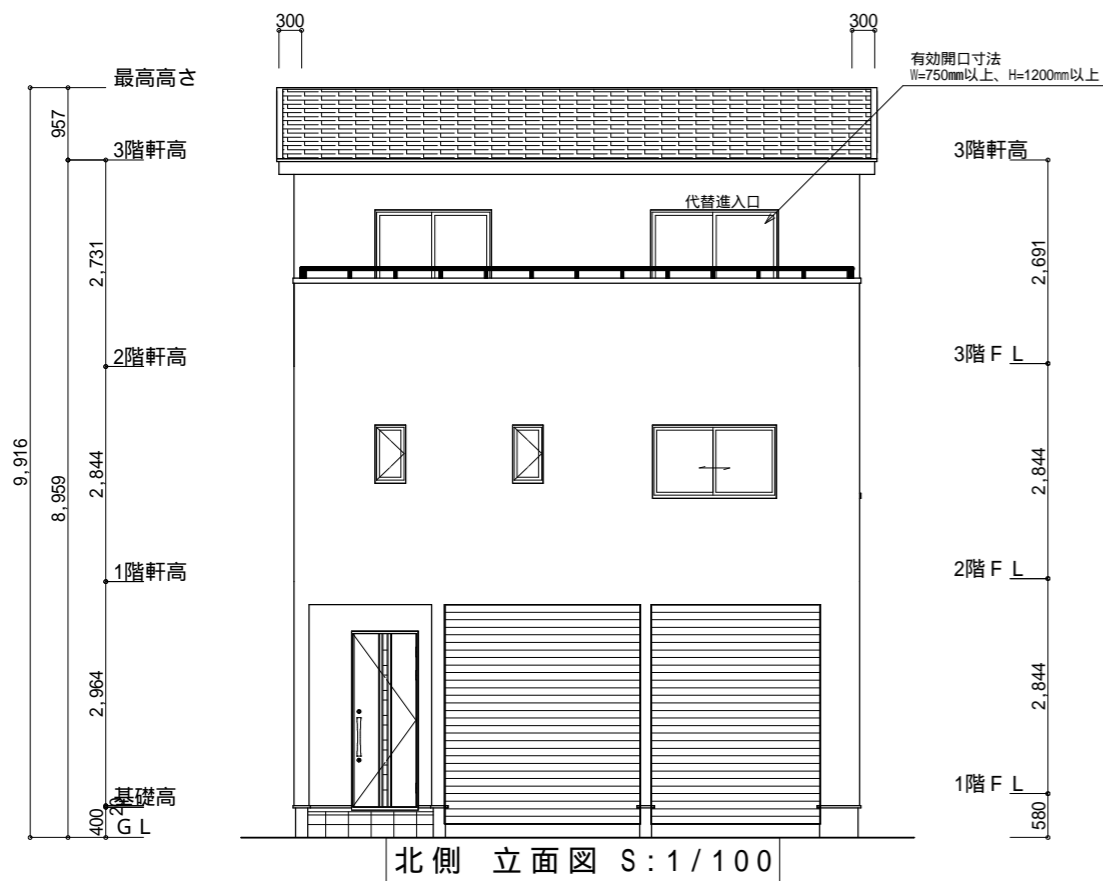 300
300
有効開口寸法
W=750mm以上、H=1200mm以上
最高高さ
957
3階軒高
3階軒高
代替進入口
2,731
2,691
2階軒高
3階ＦＬ
9,916
8,959
2,844
2,844
1階軒高
2階ＦＬ
2,964
2,844
基礎高
20
1階ＦＬ
400
ＧＬ
580
北側 立面図 S:1/100